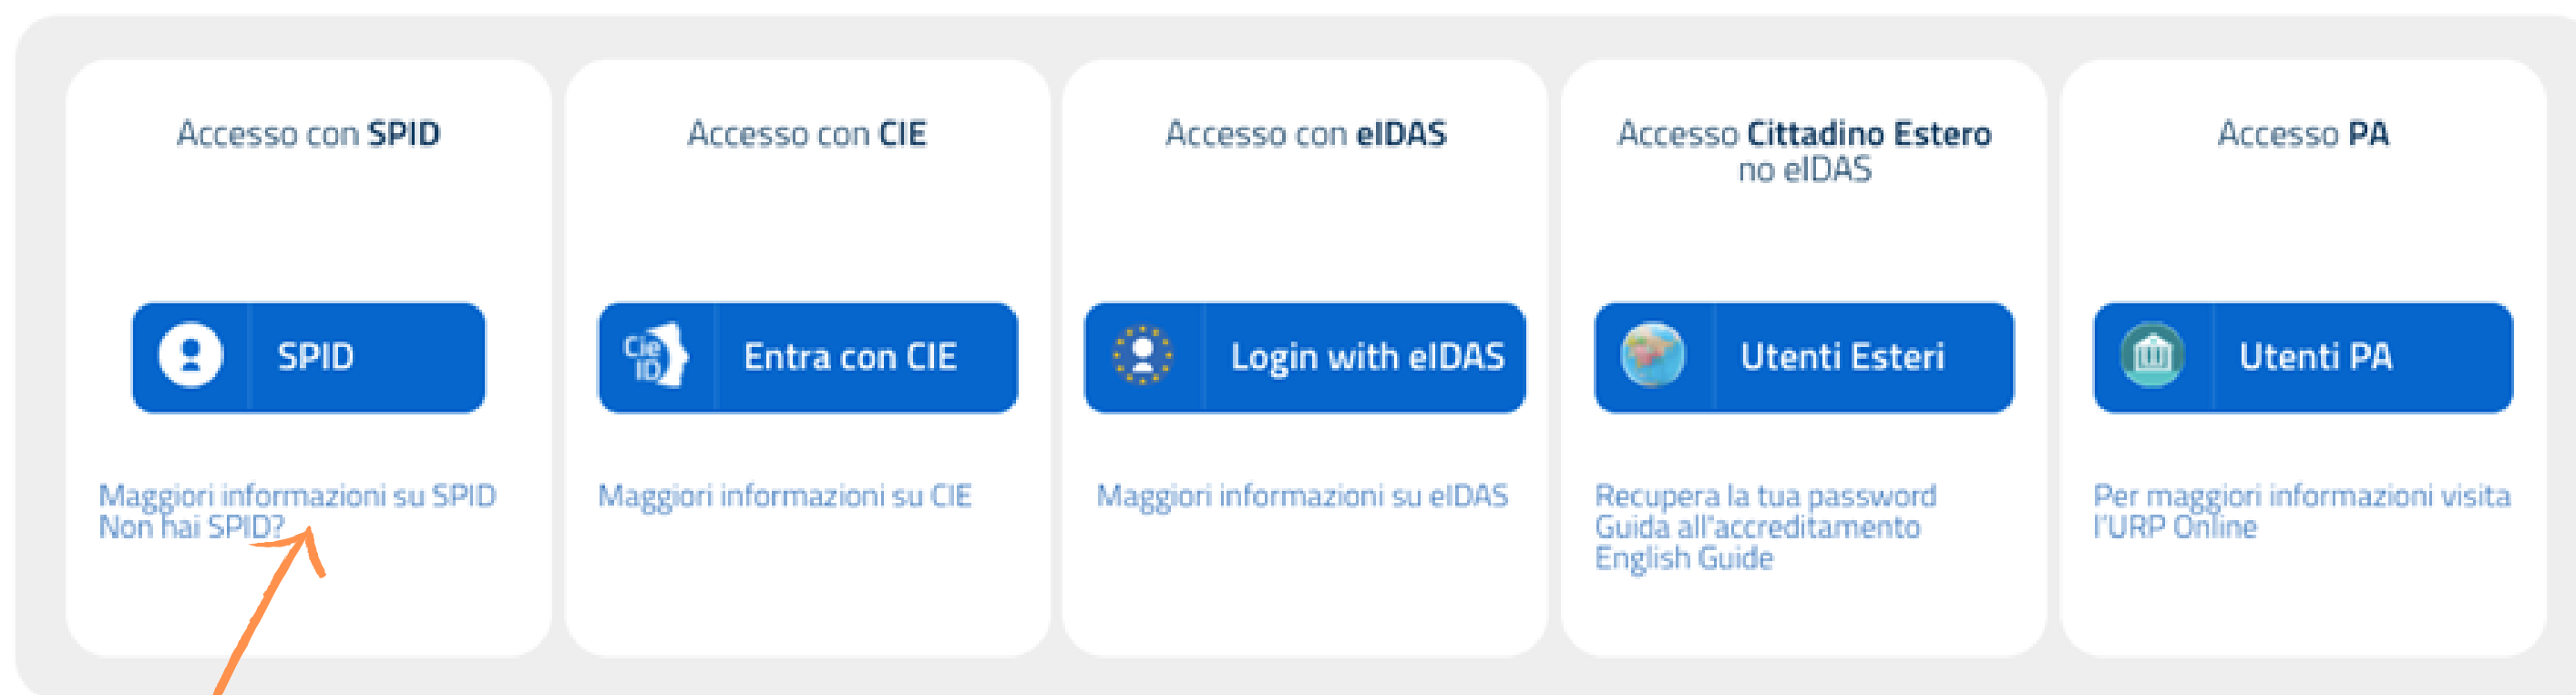 Accesso con SPID
SPID
Maggiori informazioni su SPID
Non hai SPID?
Accesso con CIE
Cie
ID
Entra con CIE
Maggiori informazioni su CIE
Accesso con eIDAS
Login with eIDAS
Maggiori informazioni su eIDAS
Accesso Cittadino Estero
no eIDAS
Utenti Esteri
Recupera la tua password
Guida all'accreditamento
English Guide
Accesso PA
Utenti PA
Per maggiori informazioni visita
l'URP Online